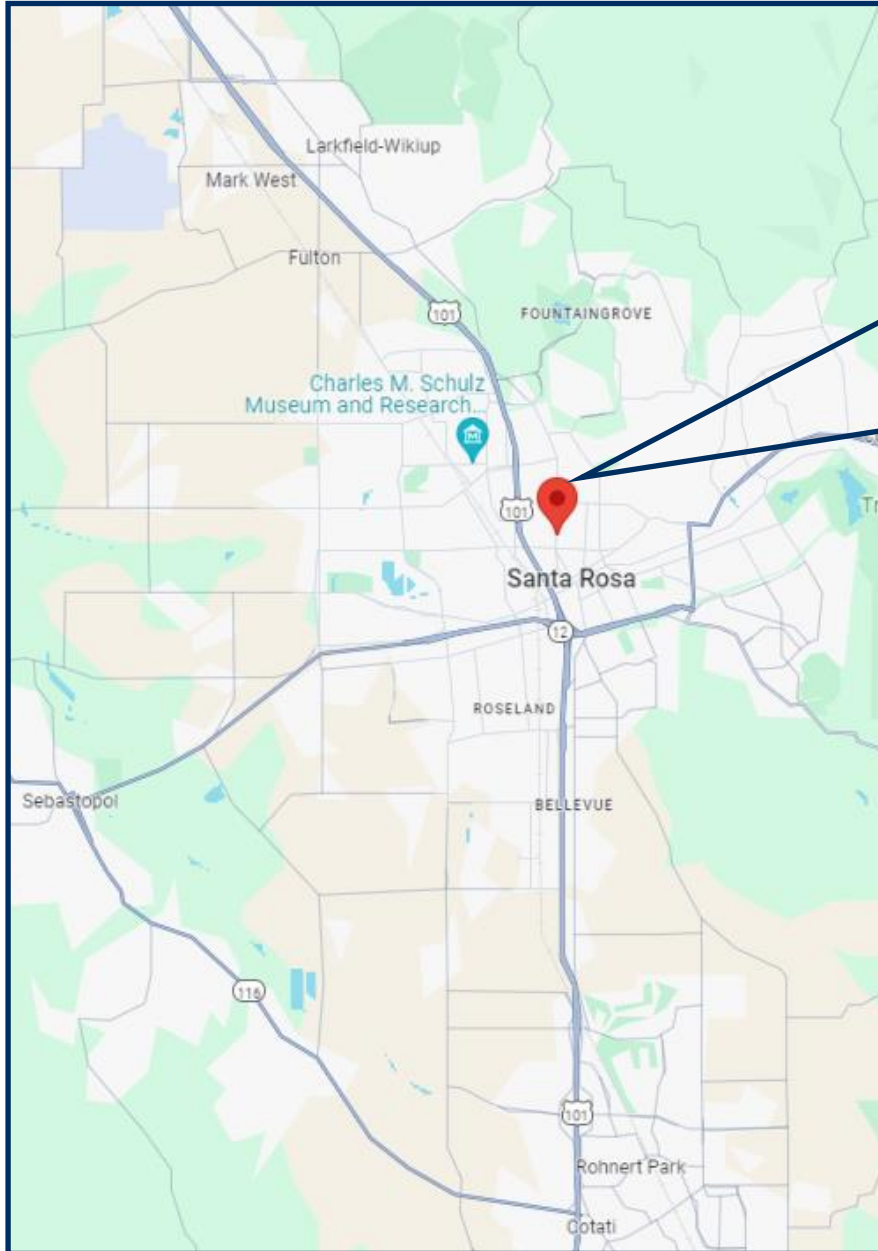 Larkfield-Wikiup
Mark West
Fulton
101
FOUNTAINGROVE
Charles M. Schulz
Museum and Research...
M
101
Santa Rosa
12
ROSELAND
Sebastopol
BELLEVUE
116
101
Rohnert Park
Cotati